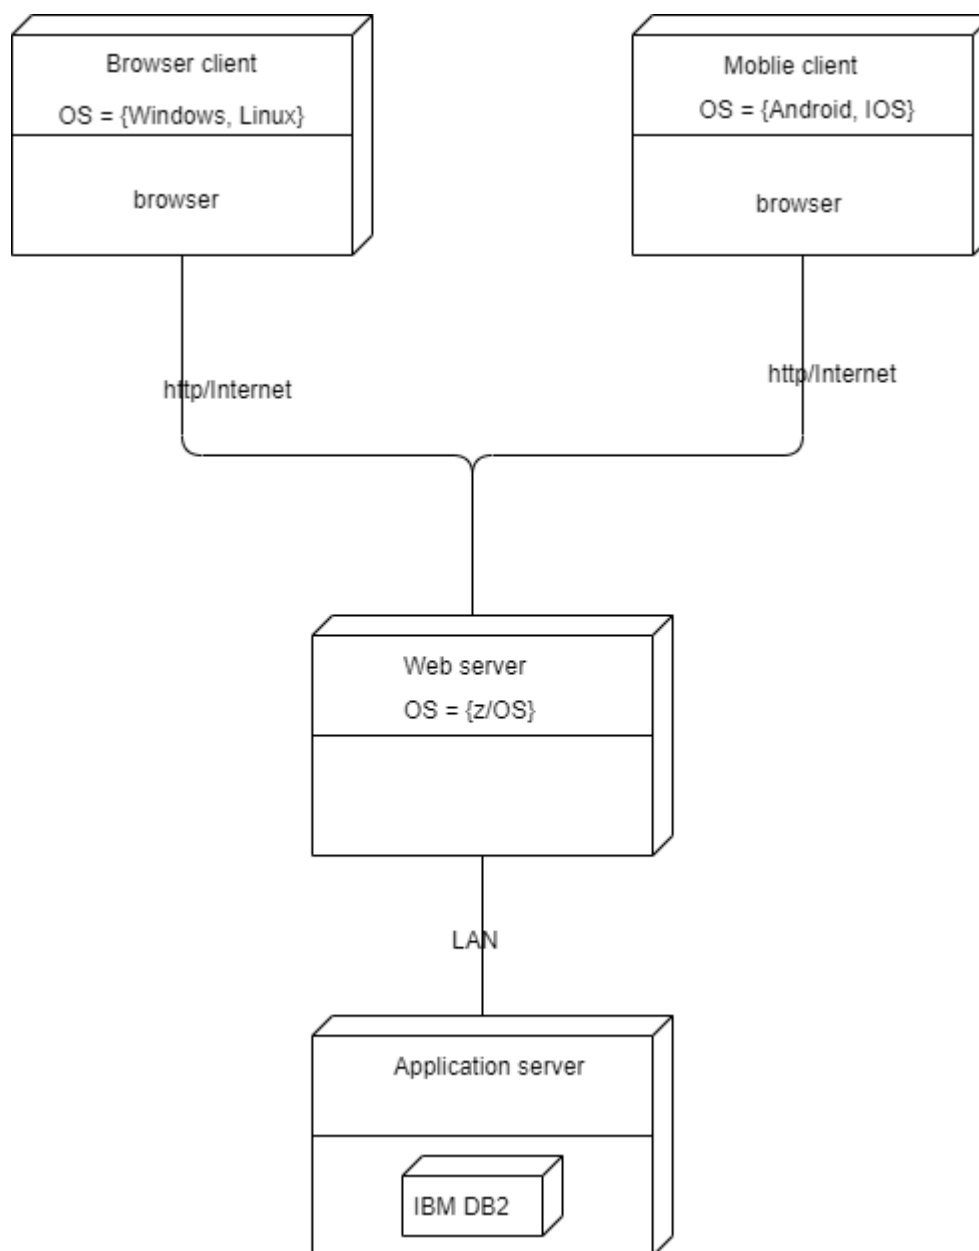 Browser client
OS = {Windows, Linux}
browser
Moblie client
OS = {Android, IOS}
browser
http/Internet
http/Internet
Web server
OS = {z/OS}
LAN
Application server
IBM DB2